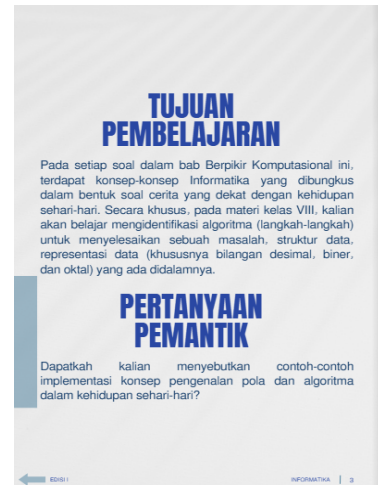 TUJUAN
PEMBELAJARAN
Pada setiap soal dalam bab Berpikir Komputasional ini,
terdapat konsep-konsep Informatika yang dibungkus
dalam bentuk soal cerita yang dekat dengan kehidupan
sehari-hari. Secara khusus, pada materi kelas VIII, kalian
akan belajar mengidentifikasi algoritma (langkah-langkah)
untuk menyelesaikan sebuah masalah, struktur data,
representasi data (khususnya bilangan desimal, biner,
dan oktal) yang ada didalamnya.
PERTANYAAN
PEMANTIK
Dapatkah kalian menyebutkan contoh-contoh
implementasi konsep pengenalan pola dan algoritma
dalam kehidupan sehari-hari?
EDISI I
INFORMATIKA | 3